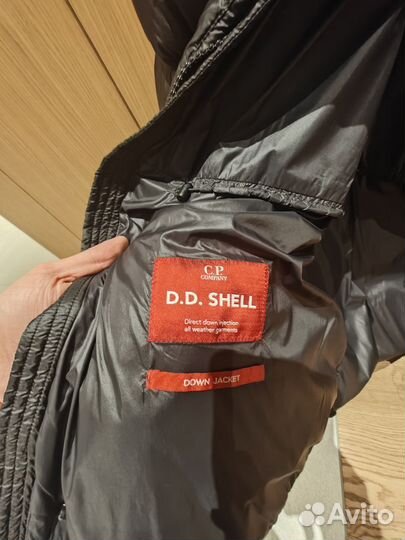 C.P.
COMPANY
D.D. SHELL
Direct down injection
all weather garments
DOWN JACKET
Avito